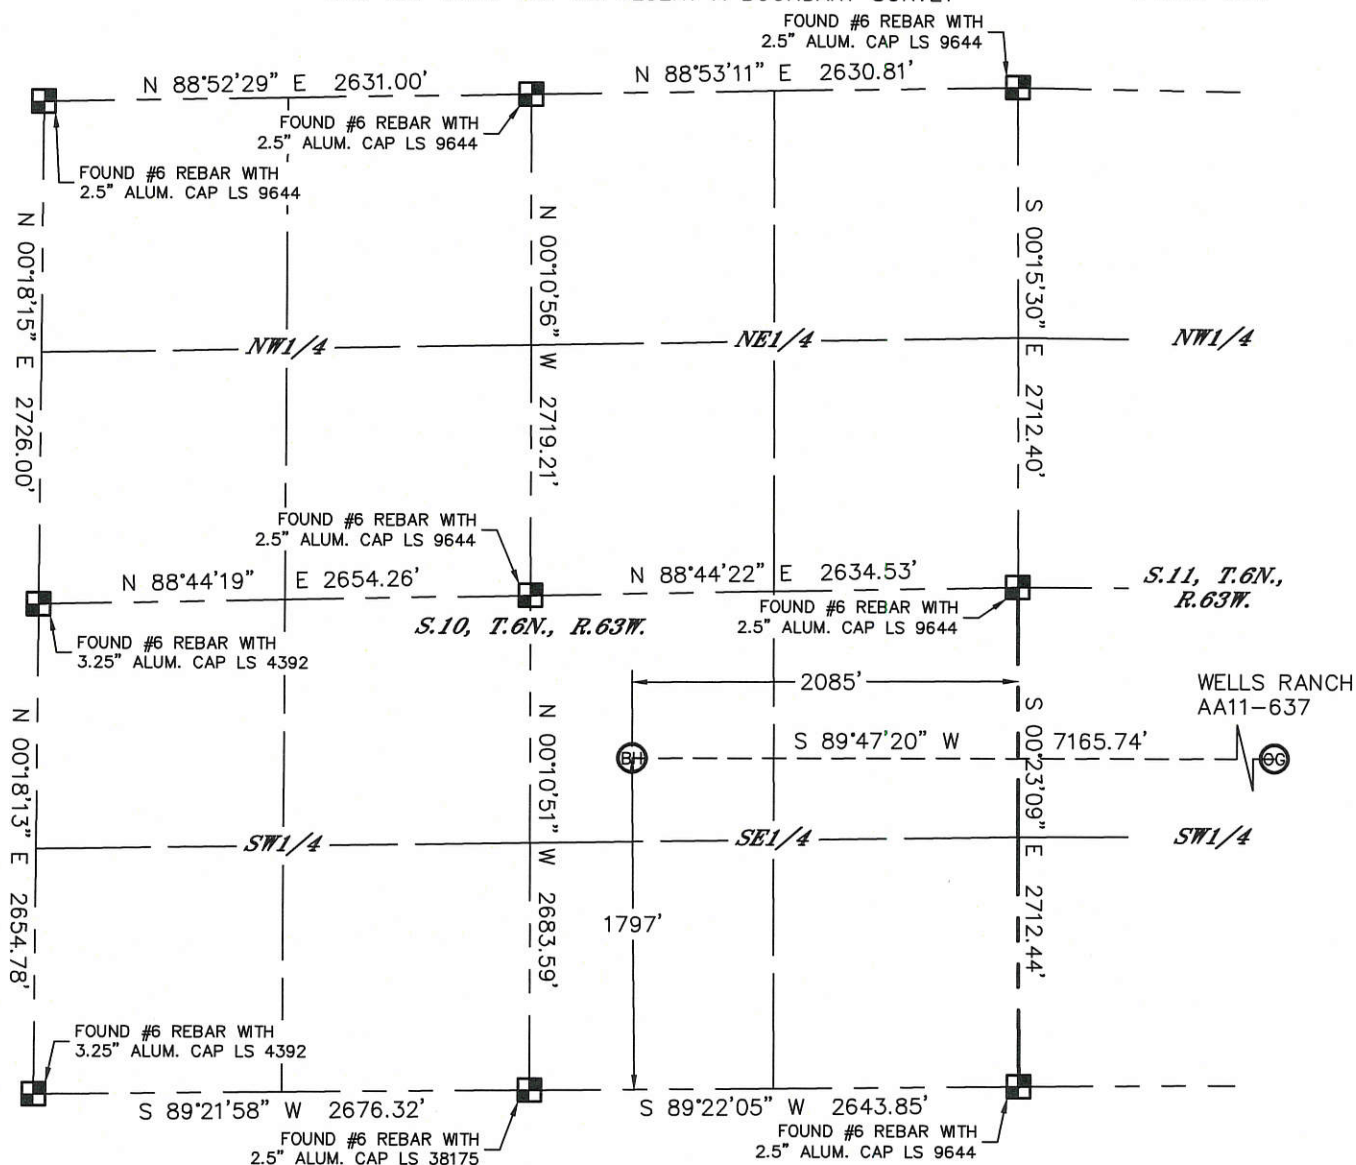 BOUNDARY SURVEY
FOUND #6 REBAR WITH
2.5" ALUM. CAP LS 9644
N 88°52'29" E 2631.00'
N 88°53'11" E 2630.81'
FOUND #6 REBAR WITH
2.5" ALUM. CAP LS 9644
FOUND #6 REBAR WITH
2.5" ALUM. CAP LS 9644
N 00°18'15" E 2726.00'
N 00°10'56" W 2719.21'
S 00°15'30" E 2712.40'
NW1/4
NE1/4
NW1/4
FOUND #6 REBAR WITH
2.5" ALUM. CAP LS 9644
N 88°44'19" E 2654.26'
N 88°44'22" E 2634.53'
S.11, T.6N.,
R.63W.
FOUND #6 REBAR WITH
2.5" ALUM. CAP LS 9644
S.10, T.6N., R.63W.
FOUND #6 REBAR WITH
3.25" ALUM. CAP LS 4392
2085'
WELLS RANCH
AA11-637
N 00°18'13" E 2654.78'
N 00°10'51" W 2683.59'
S 00°23'09" E 2712.44'
S 89°47'20" W 7165.74'
BH
OG
SW1/4
SE1/4
SW1/4
1797'
FOUND #6 REBAR WITH
3.25" ALUM. CAP LS 4392
S 89°21'58" W 2676.32'
S 89°22'05" W 2643.85'
FOUND #6 REBAR WITH
2.5" ALUM. CAP LS 38175
FOUND #6 REBAR WITH
2.5" ALUM. CAP LS 9644